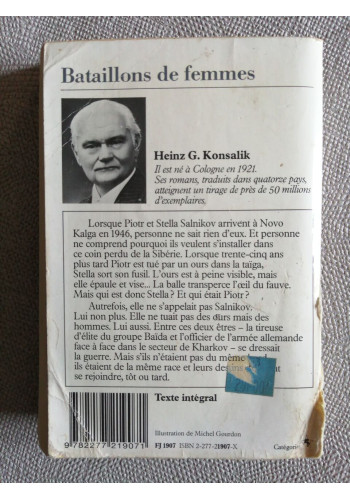 Bataillons de femmes
Heinz G. Konsalik
Il est né à Cologne en 1921.
Ses romans, traduits dans quatorze pays,
atteignent un tirage de près de 50 millions
d'exemplaires.
Lorsque Piotr et Stella Salnikov arrivent à Novo
Kalga en 1946, personne ne sait rien d'eux. Et personne
ne comprend pourquoi ils veulent s'installer dans
ce coin perdu de la Sibérie. Lorsque trente-cinq ans
plus tard Piotr est tué par un ours dans la taïga,
Stella sort son fusil. L'ours est à peine visible, mais
elle épaule et vise... La balle transperce l'œil du fauve.
Mais qui est donc Stella ? Et qui était Piotr ?
Autrefois, elle ne s'appelait pas Salnikov.
Lui non plus. Elle ne tuait pas des ours mais des
hommes. Lui aussi. Entre ces deux êtres – la tireuse
d'élite du groupe Baïda et l'officier de l'armée allemande
face à face dans le secteur de Kharkov – se dressait
la guerre. Mais s'ils n'étaient pas du même
ils étaient de la même race et leurs
se rejoindre, tôt ou tard.
Texte intégral
Illustration de Michel Gourdon
9782277219071
FJ 1907 ISBN 2-277-21907-X
Catégorie 5